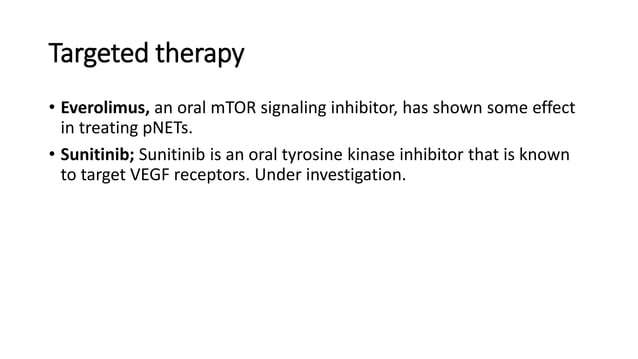 Targeted therapy
• Everolimus, an oral mTOR signaling inhibitor, has shown some effect
in treating pNETs.
• Sunitinib; Sunitinib is an oral tyrosine kinase inhibitor that is known
to target VEGF receptors. Under investigation.